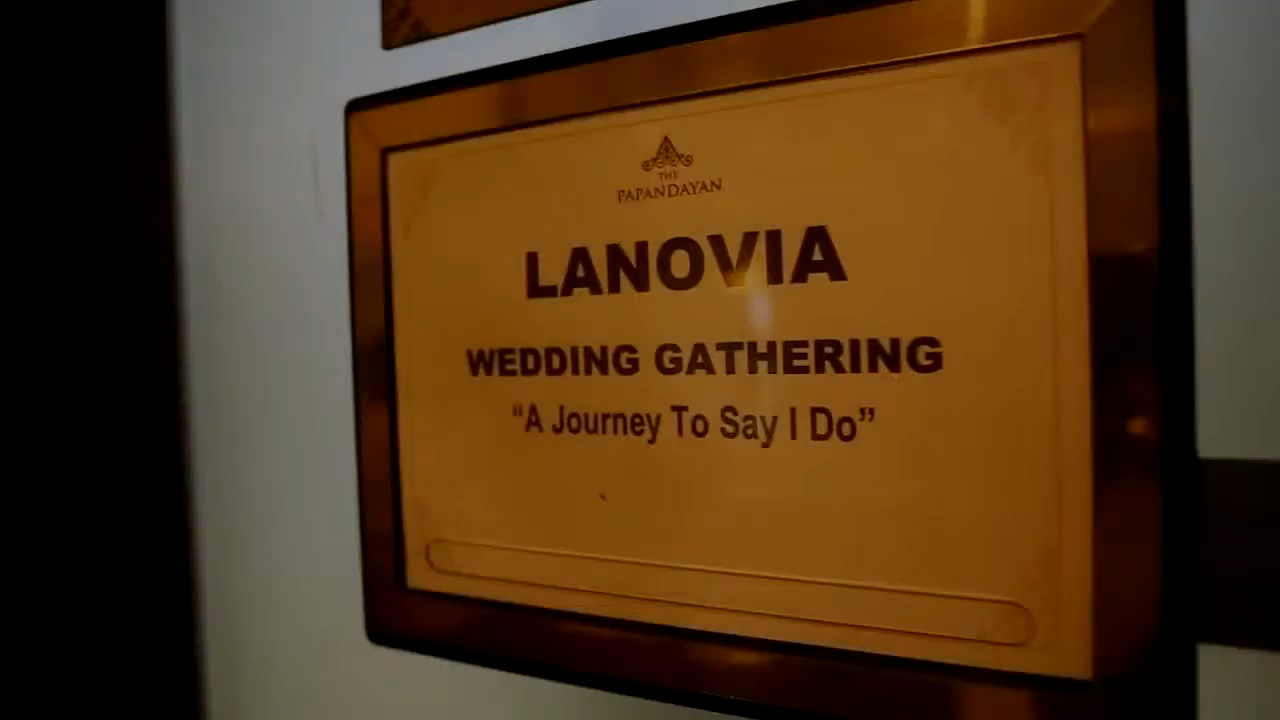 THE
PAPANDAYAN
LANOVIA
WEDDING GATHERING
“A Journey To Say I Do”